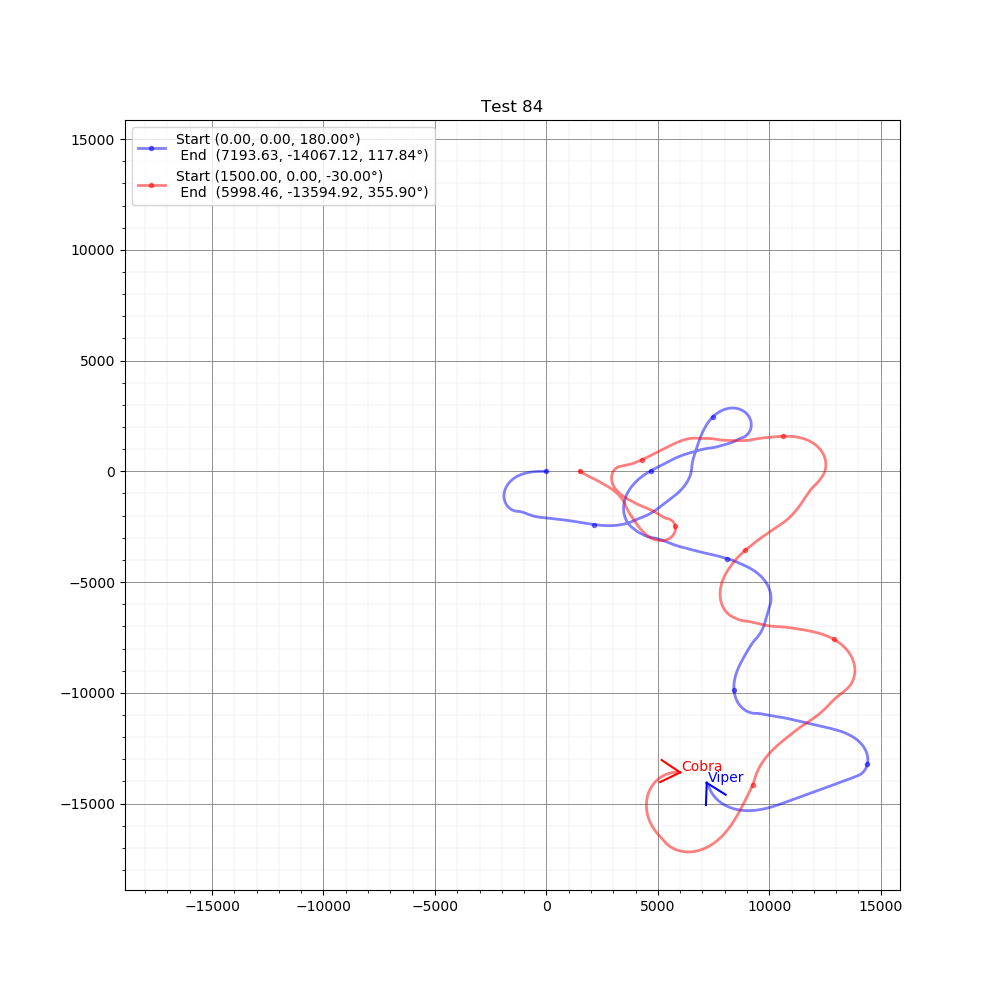 Test 84
Start (0.00, 0.00, 180.00°)
End  (7193.63, -14067.12, 117.84°)
Start (1500.00, 0.00, -30.00°)
End  (5998.46, -13594.92, 355.90°)
15000
10000
5000
0
−5000
−10000
−15000
Cobra
Viper
−15000
−10000
−5000
0
5000
10000
15000